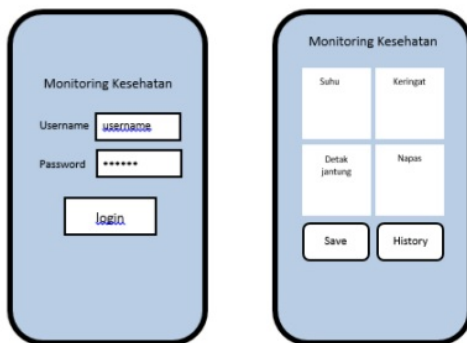 Monitoring Kesehatan
Username username
Password ******
login
Monitoring Kesehatan
Suhu Keringat
Detak jantung
Napas
Save History